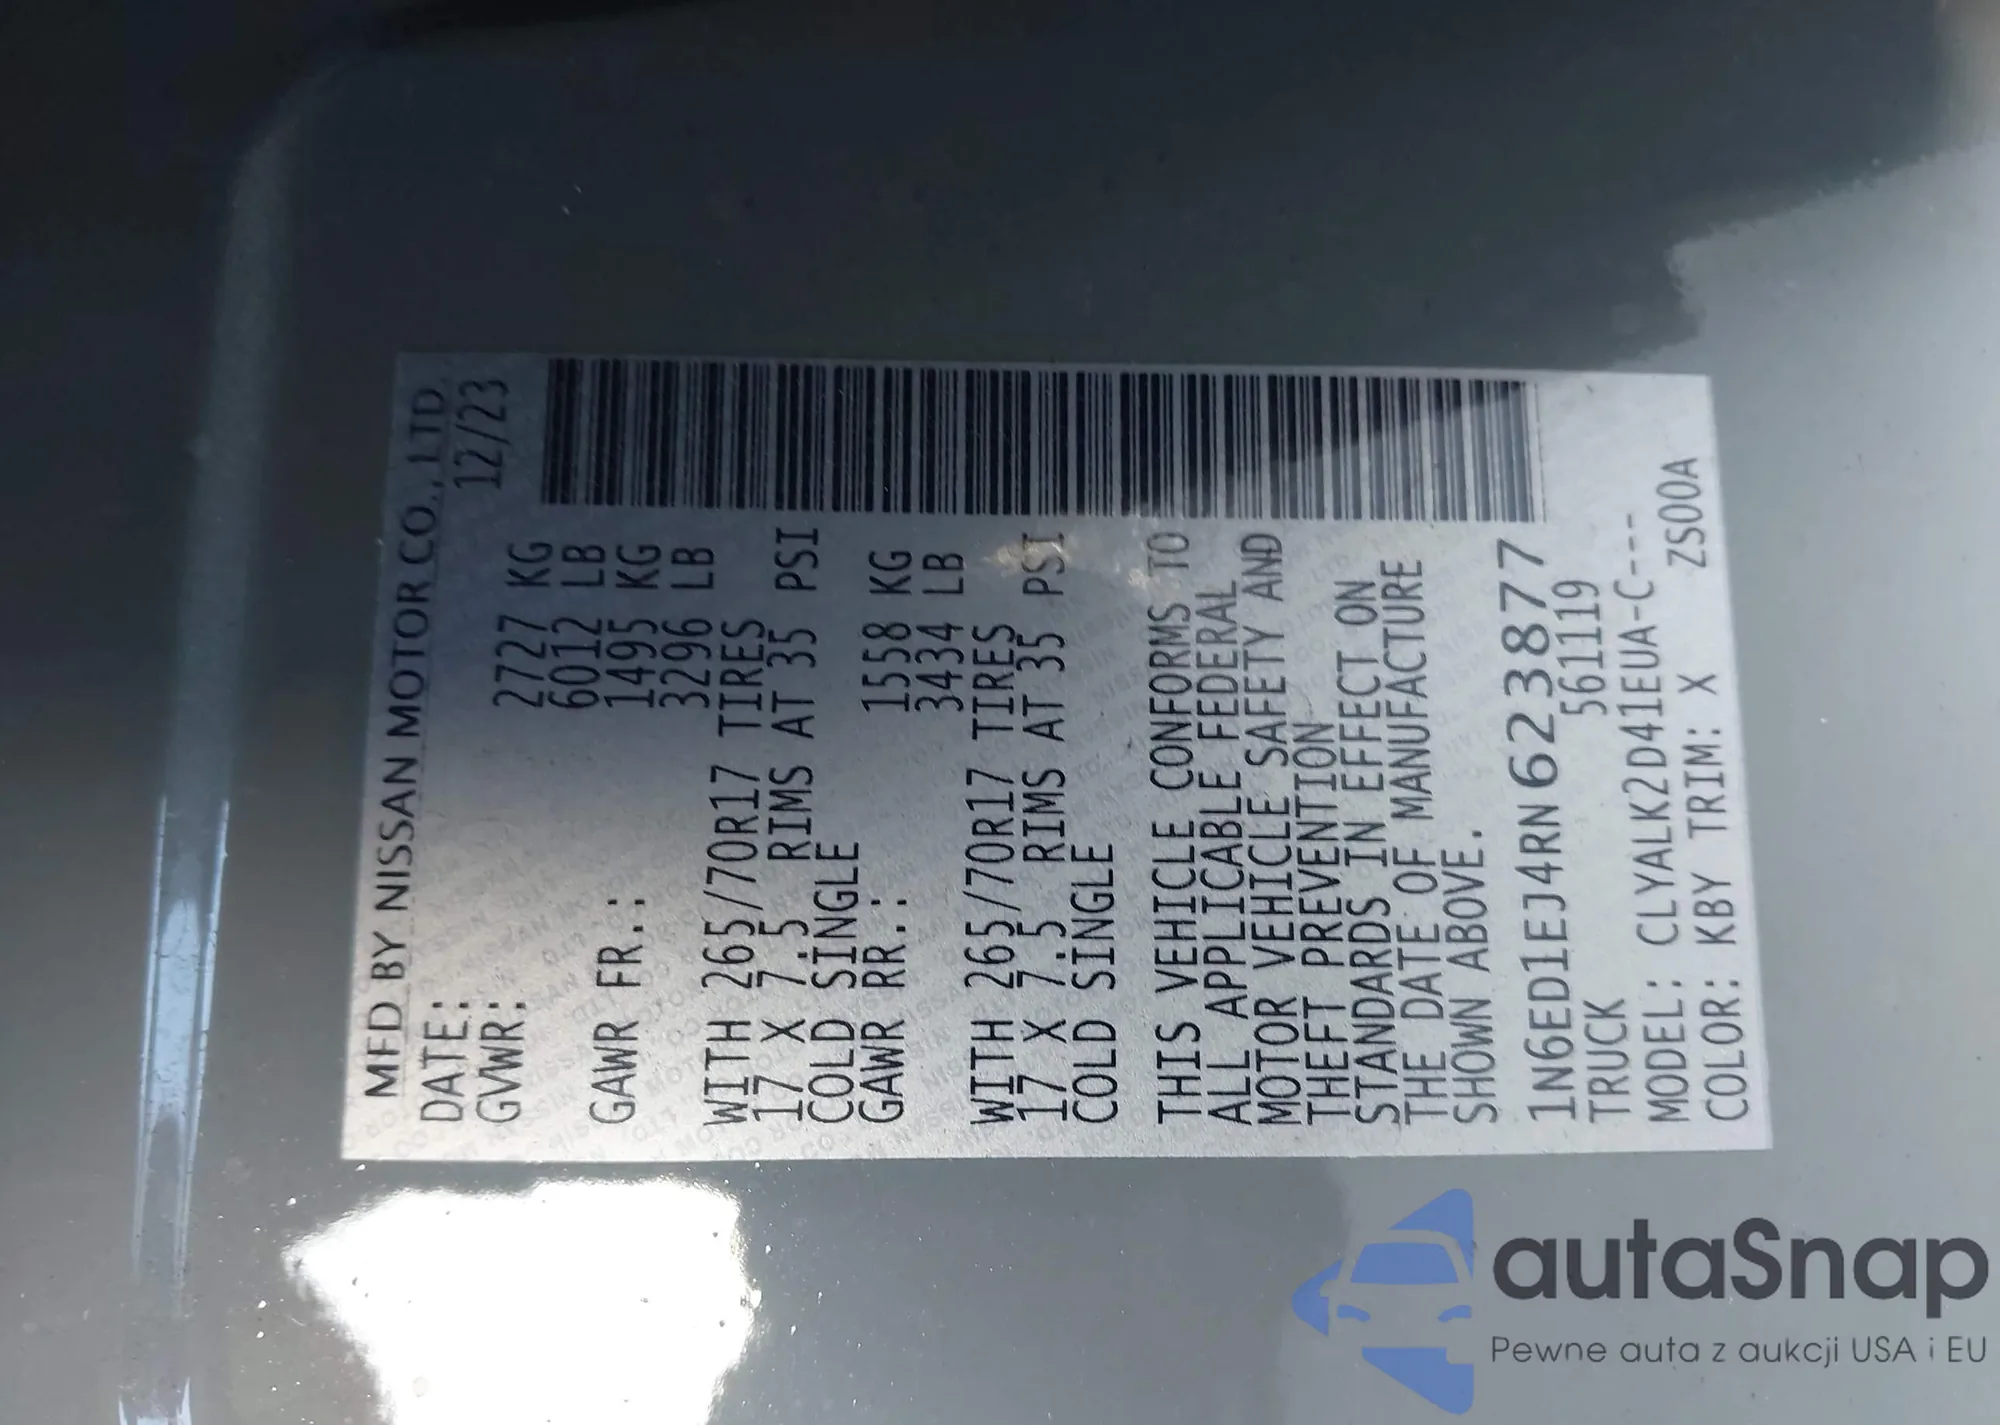 MFD BY NISSAN MOTOR CO., LTD.
DATE: 12/23
GVWR: 2727 KG
6012 LB
GAWR FR.: 1495 KG
3296 LB
WITH 265/70R17 TIRES
17 X 7.5 RIMS AT 35 PSI
COLD SINGLE
GAWR RR.: 1558 KG
3434 LB
WITH 265/70R17 TIRES
17 X 7.5 RIMS AT 35 PSI
COLD SINGLE
THIS VEHICLE CONFORMS TO
ALL APPLICABLE FEDERAL
MOTOR VEHICLE SAFETY AND
THEFT PREVENTION
STANDARDS IN EFFECT ON
THE DATE OF MANUFACTURE
SHOWN ABOVE.
1N6ED1EJ4RN623877
TRUCK 561119
MODEL: CLYALK2D41EUA-C---
COLOR: KBY TRIM: X ZS00A
autaSnap
Pewne auta z aukcji USA i EU